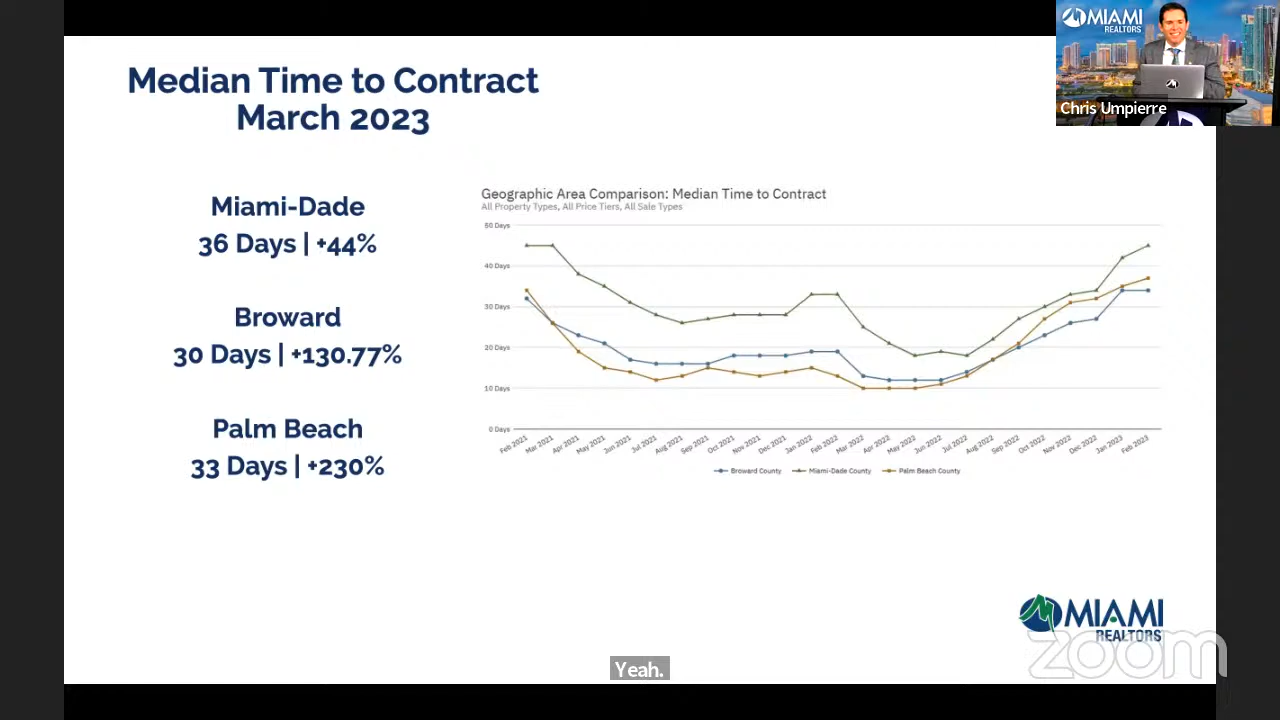 Median Time to Contract
March 2023
MIAMI
REALTORS
Chris Umpierre
Miami-Dade
36 Days | +44%
Broward
30 Days | +130.77%
Palm Beach
33 Days | +230%
Geographic Area Comparison: Median Time to Contract
All Property Types, All Price Tiers, All Sale Types
50 Days
40 Days
30 Days
20 Days
10 Days
0 Days
Feb 2021 Mar 2021 Apr 2021 May 2021 Jun 2021 Jul 2021 Aug 2021 Sep 2021 Oct 2021 Nov 2021 Dec 2021 Jan 2022 Feb 2022 Mar 2022 Apr 2022 May 2022 Jun 2022 Jul 2022 Aug 2022 Sep 2022 Oct 2022 Nov 2022 Dec 2022 Jan 2023 Feb 2023
Broward County Miami-Dade County Palm Beach County
MIAMI
REALTORS
zoom
Yeah.